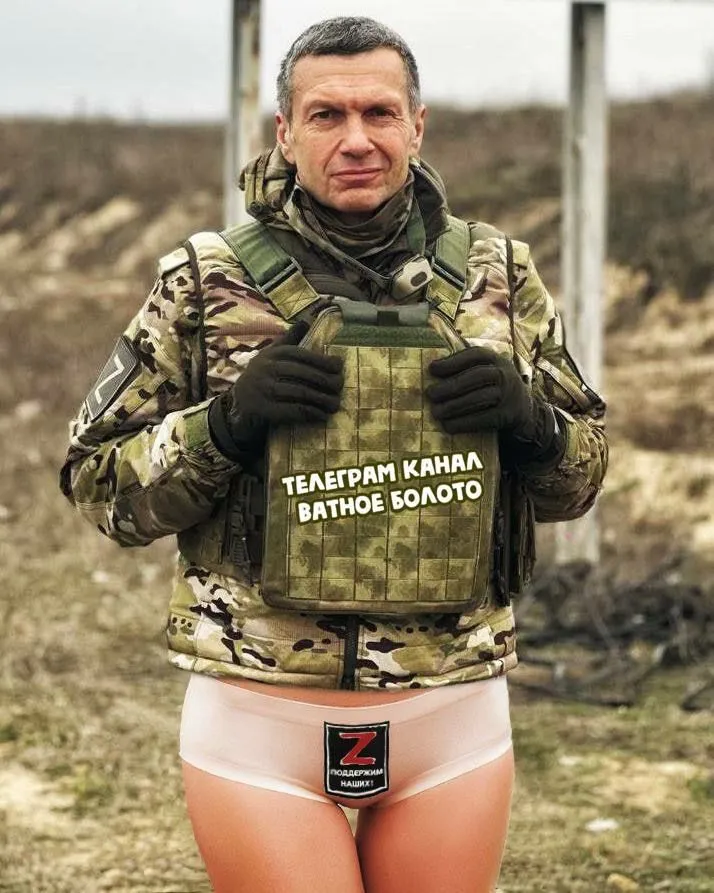 Z
ТЕЛЕГРАМ КАНАЛ
ВАТНОЕ БОЛОТО
Z
ПОДДЕРЖИМ
НАШИХ!